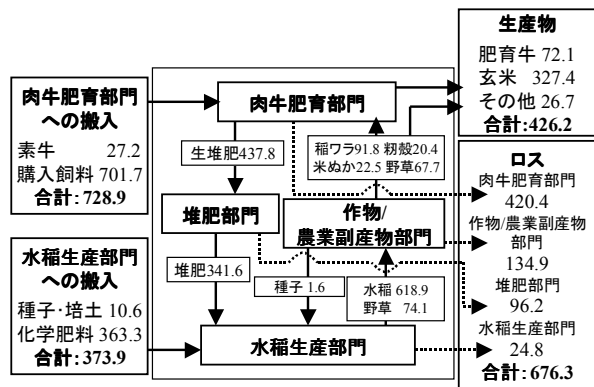 肉牛肥育部門
への搬入
素牛 27.2
購入飼料 701.7
合計:728.9
水稲生産部門
への搬入
種子・培土 10.6
化学肥料 363.3
合計:373.9
肉牛肥育部門
生堆肥437.8
稲ワラ91.8 籾殻20.4
米ぬか22.5 野草67.7
堆肥部門
作物/
農業副産物部門
堆肥341.6
種子 1.6
水稲 618.9
野草 74.1
水稲生産部門
生産物
肥育牛 72.1
玄米 327.4
その他 26.7
合計:426.2
ロス
肉牛肥育部門
420.4
作物/農業副産物
部門
134.9
堆肥部門
96.2
水稲生産部門
24.8
合計:676.3